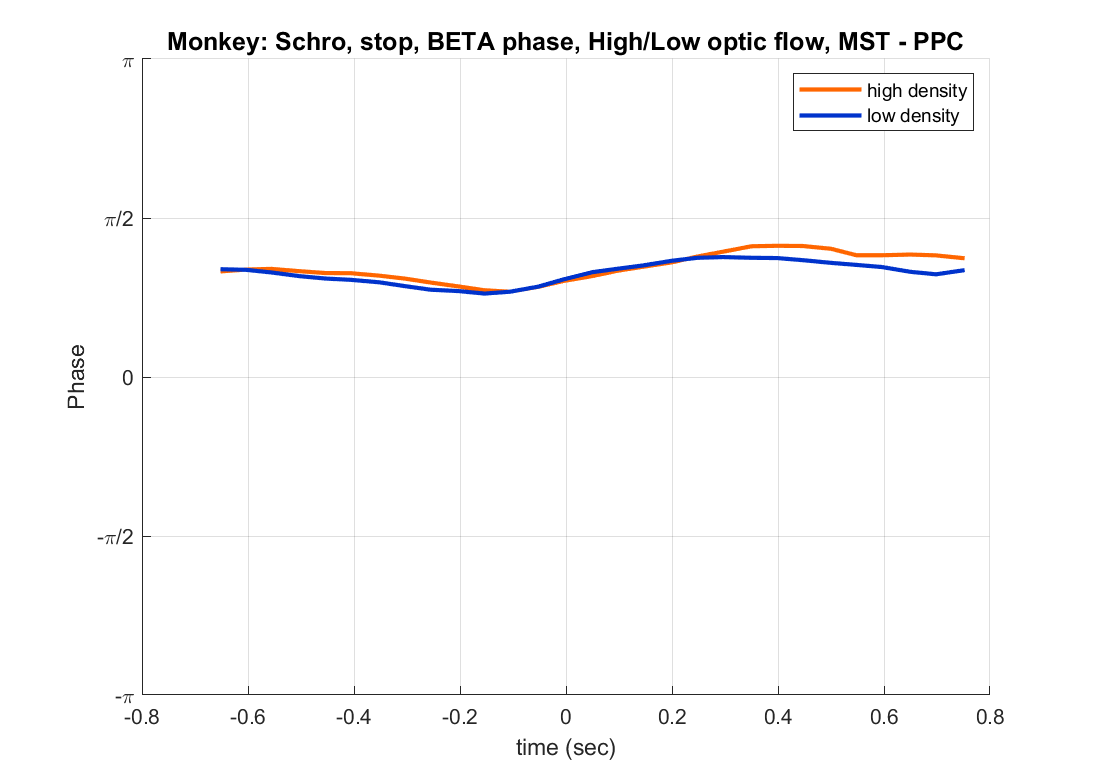 Monkey: Schro, stop, BETA phase, High/Low optic flow, MST - PPC
π
high density
low density
π/2
Phase
0
-π/2
-π
-0.8 -0.6 -0.4 -0.2 0 0.2 0.4 0.6 0.8
time (sec)